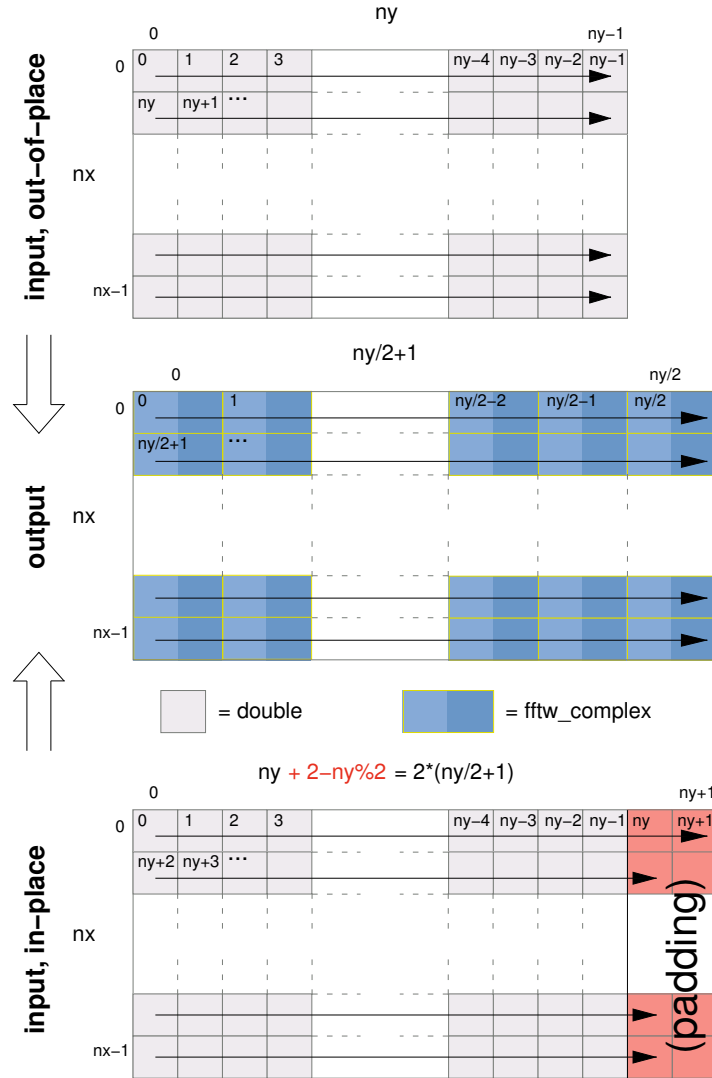 ny
0 ny−1
0 0 1 2 3 ny−4 ny−3 ny−2 ny−1
ny ny+1 ...
nx
nx−1
input, out−of−place
ny/2+1
0 ny/2
0 0 1 ny/2−2 ny/2−1 ny/2
ny/2+1 ...
nx
nx−1
output
= double = fftw_complex
ny + 2−ny%2 = 2*(ny/2+1)
0 ny+1
0 0 1 2 3 ny−4 ny−3 ny−2 ny−1 ny ny+1
ny+2 ny+3 ...
nx
nx−1
input, in−place
(padding)